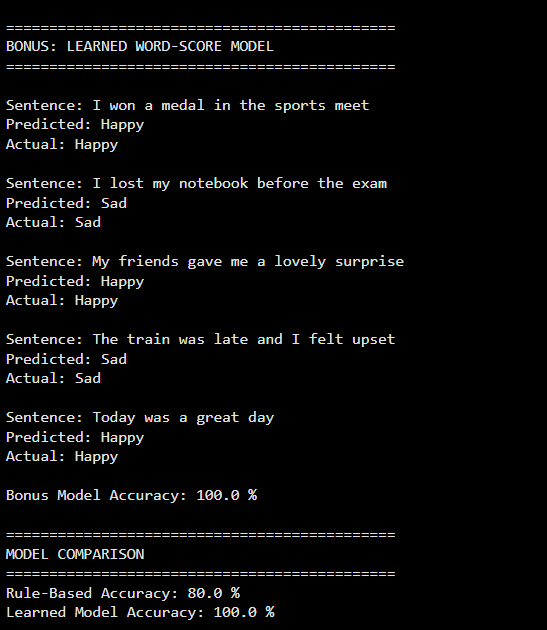 =============================================
BONUS: LEARNED WORD-SCORE MODEL
=============================================
Sentence: I won a medal in the sports meet
Predicted: Happy
Actual: Happy
Sentence: I lost my notebook before the exam
Predicted: Sad
Actual: Sad
Sentence: My friends gave me a lovely surprise
Predicted: Happy
Actual: Happy
Sentence: The train was late and I felt upset
Predicted: Sad
Actual: Sad
Sentence: Today was a great day
Predicted: Happy
Actual: Happy
Bonus Model Accuracy: 100.0 %
=============================================
MODEL COMPARISON
=============================================
Rule-Based Accuracy: 80.0 %
Learned Model Accuracy: 100.0 %